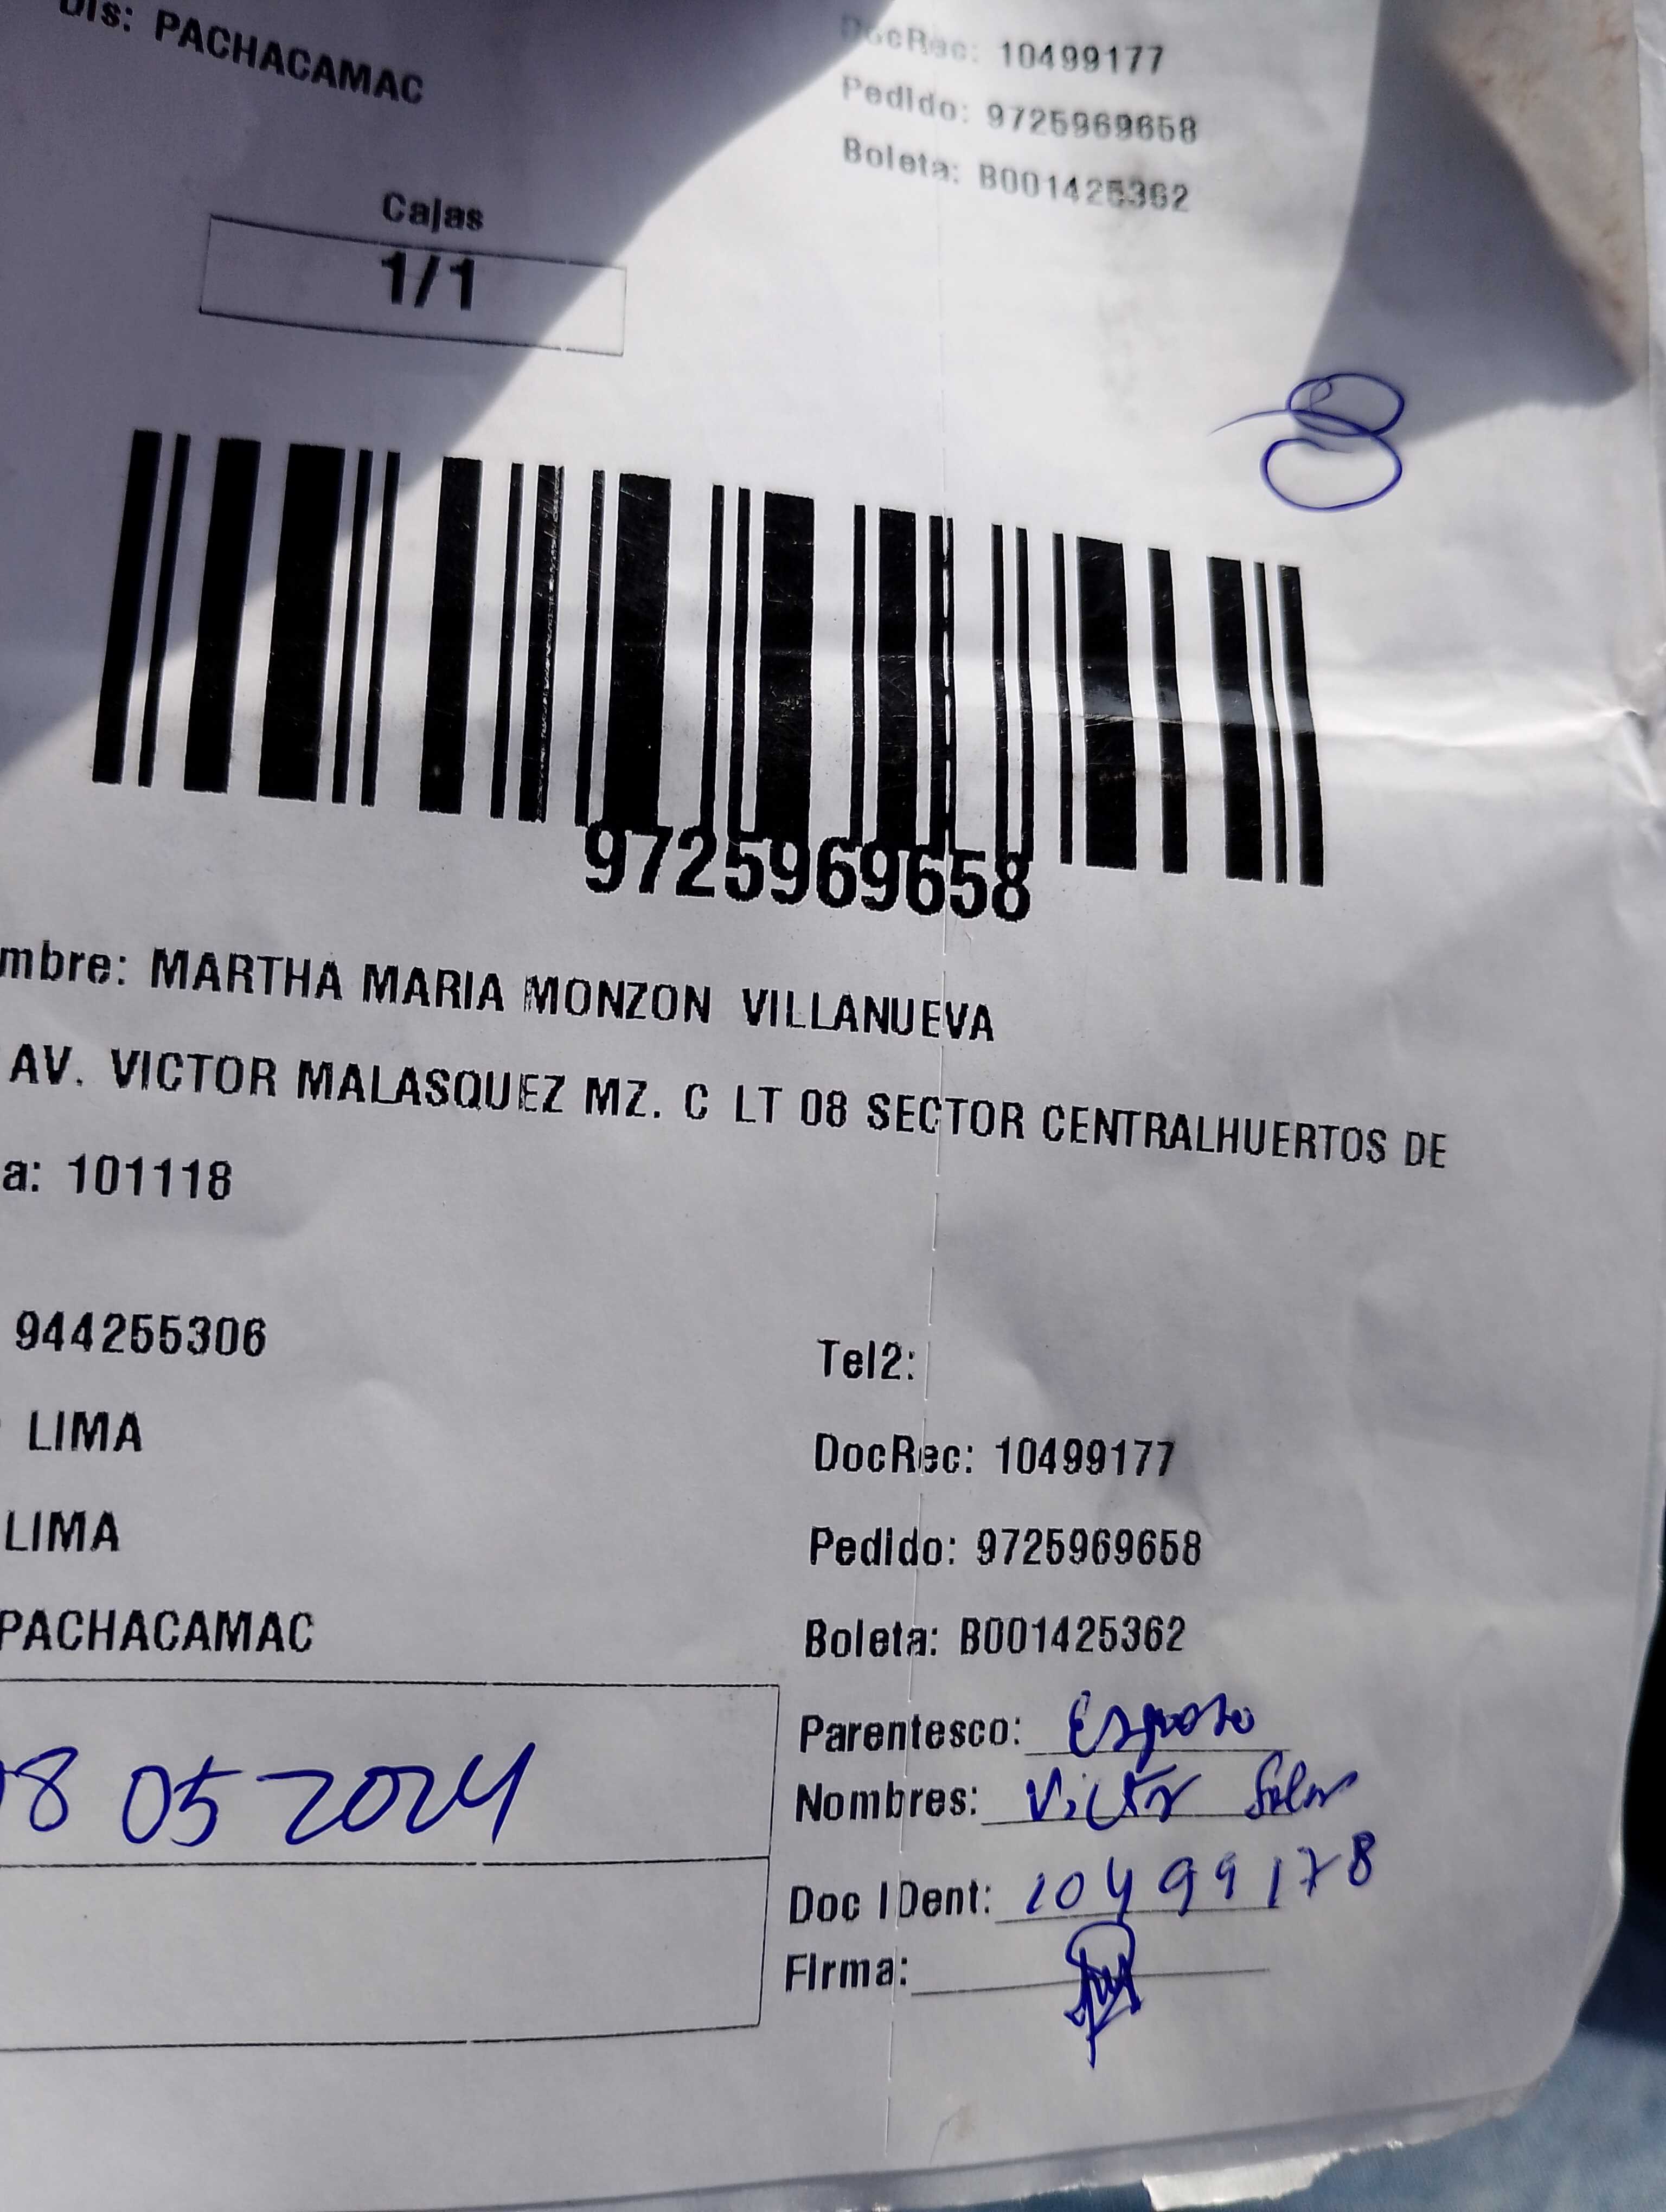 Dis: PACHACAMAC
DocRec: 10499177
Pedido: 9725969658
Boleta: B001425362
Cajas
1/1
8
9725969658
mbre: MARTHA MARIA MONZON VILLANUEVA
AV. VICTOR MALASQUEZ MZ. C LT 08 SECTOR CENTRALHUERTOS DE
a: 101118
944255306
Tel2:
LIMA
DocRec: 10499177
LIMA
Pedido: 9725969658
PACHACAMAC
Boleta: B001425362
Parentesco: Esposo
8 05 2024
Nombres: Victor
Doc IDent: 10499178
Firma: